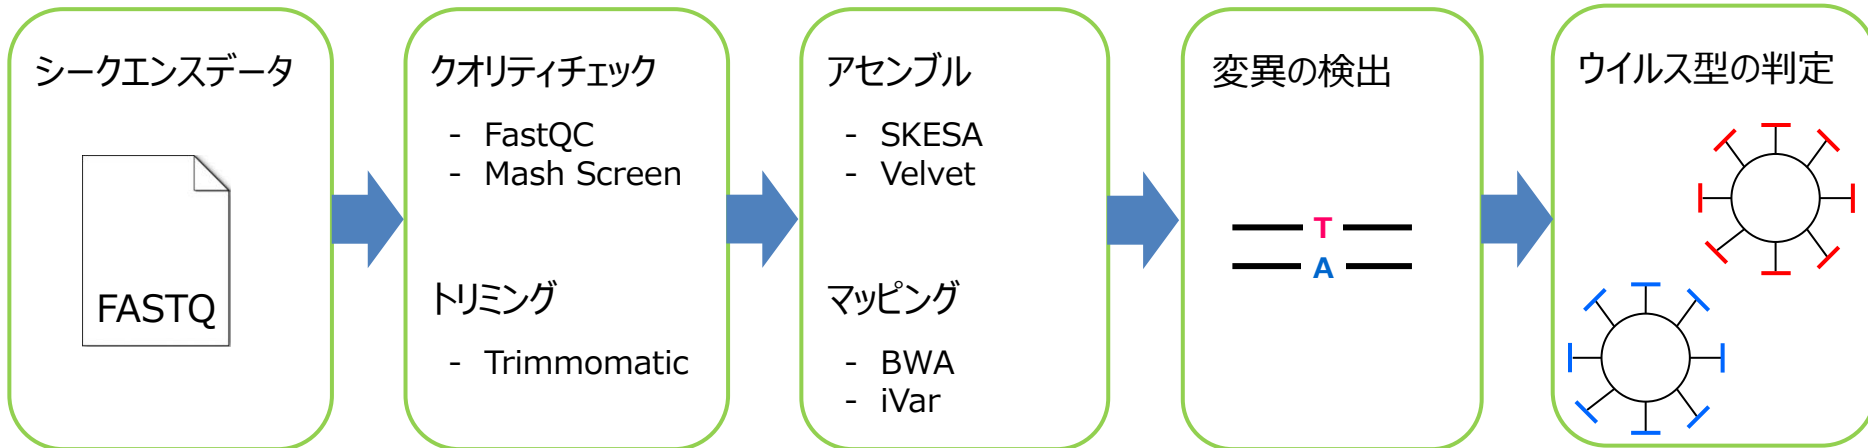 シークエンスデータ
FASTQ
クオリティチェック
- FastQC
- Mash Screen
トリミング
- Trimmomatic
アセンブル
- SKESA
- Velvet
マッピング
- BWA
- iVar
変異の検出
T
A
ウイルス型の判定